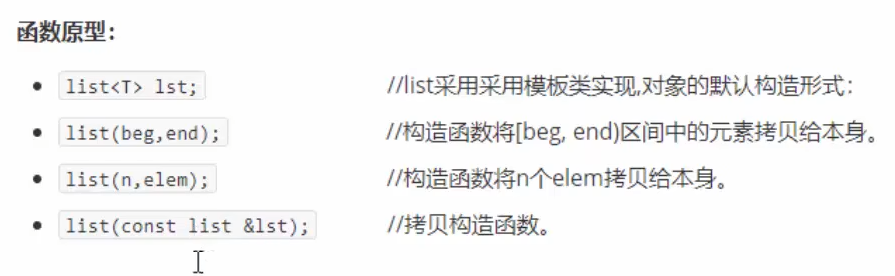 函数原型：
list<T> lst; //list采用采用模板类实现,对象的默认构造形式：
list(beg,end); //构造函数将[beg, end)区间中的元素拷贝给本身。
list(n,elem); //构造函数将n个elem拷贝给本身。
list(const list &lst); //拷贝构造函数。